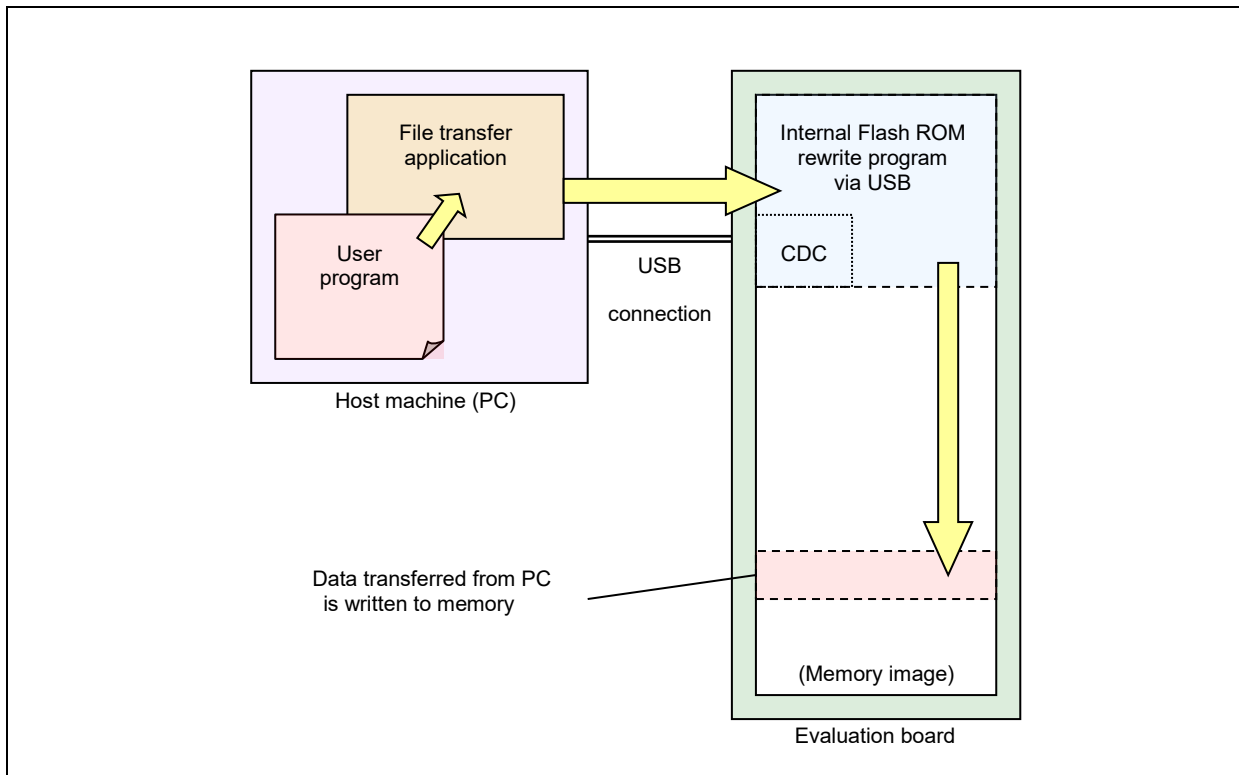 File transfer
application
User
program
Host machine (PC)
USB
connection
Internal Flash ROM
rewrite program
via USB
CDC
Data transferred from PC
is written to memory
(Memory image)
Evaluation board